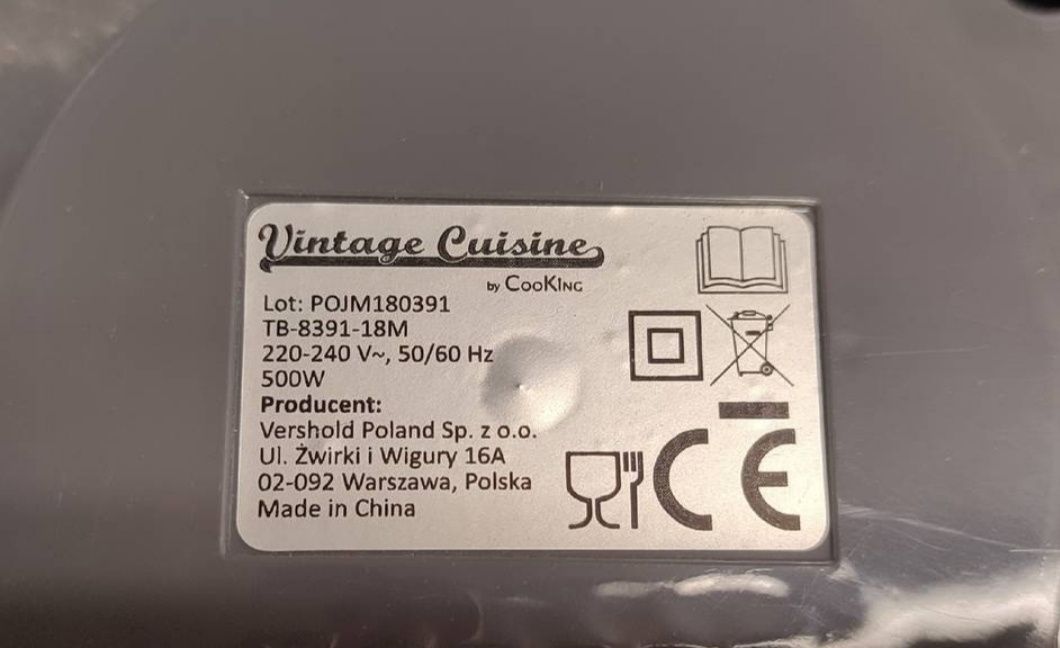 Vintage Cuisine
by CooKING
Lot: POJM180391
TB-8391-18M
220-240 V~, 50/60 Hz
500W
Producent:
Vershold Poland Sp. z o.o.
Ul. Żwirki i Wigury 16A
02-092 Warszawa, Polska
Made in China
CE